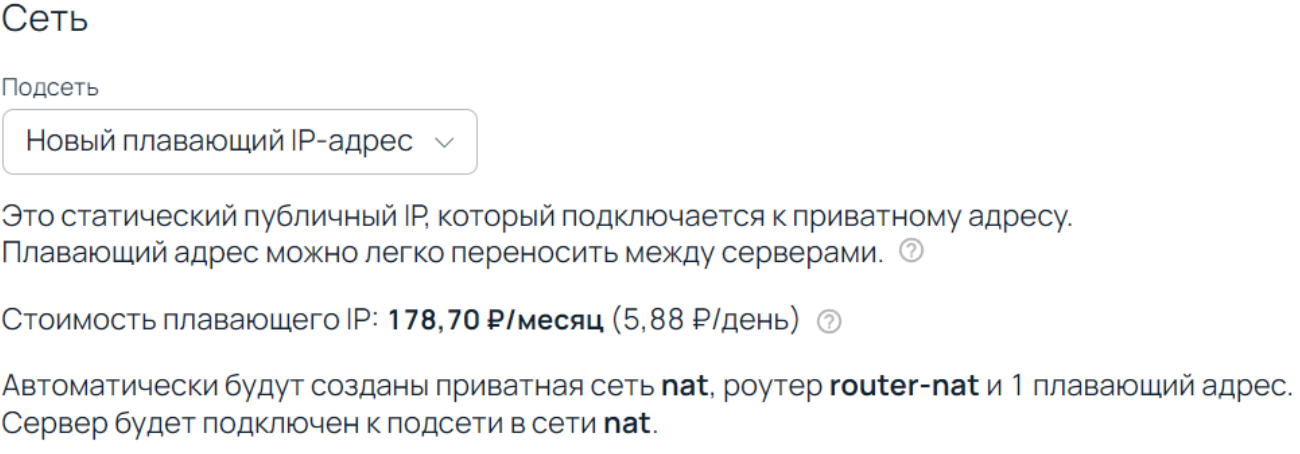 Сеть
Подсеть
Новый плавающий IP-адрес
Это статический публичный IP, который подключается к приватному адресу.
Плавающий адрес можно легко переносить между серверами. ?
Стоимость плавающего IP: 178,70 ₽/месяц (5,88 ₽/день) ?
Автоматически будут созданы приватная сеть nat, роутер router-nat и 1 плавающий адрес.
Сервер будет подключен к подсети в сети nat.